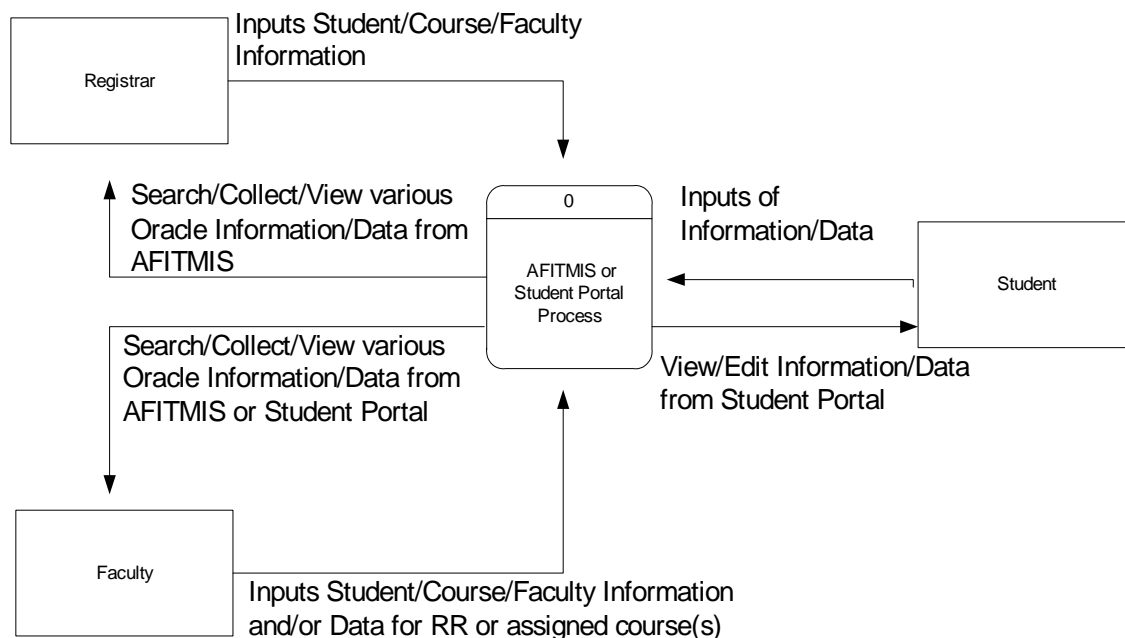 Inputs Student/Course/Faculty
Information
Registrar
Search/Collect/View various
Oracle Information/Data from
AFITMIS
0
AFITMIS or
Student Portal
Process
Inputs of
Information/Data
Student
Search/Collect/View various
Oracle Information/Data from
AFITMIS or Student Portal
View/Edit Information/Data
from Student Portal
Faculty
Inputs Student/Course/Faculty Information
and/or Data for RR or assigned course(s)